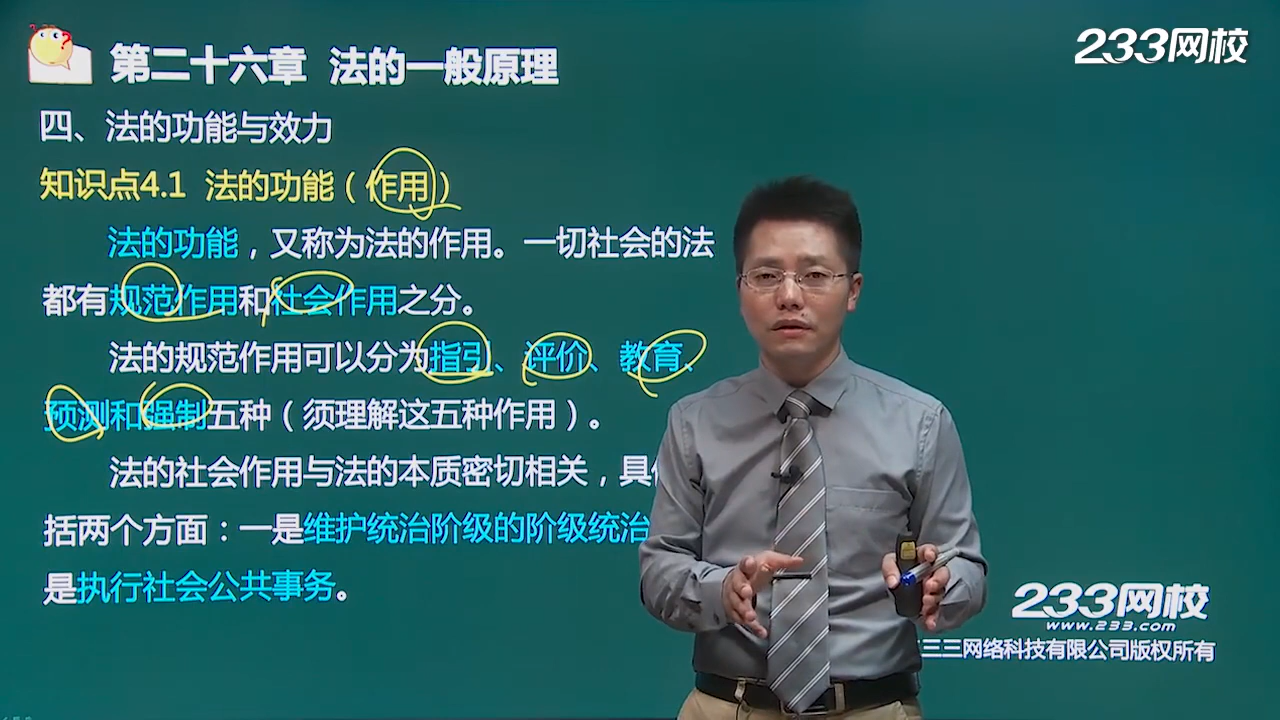 第二十六章 法的一般原理
233网校
四、法的功能与效力
知识点4.1 法的功能（作用）
法的功能，又称为法的作用。一切社会的法
都有规范作用和社会作用之分。
法的规范作用可以分为指引、评价、教育、
预测和强制五种（须理解这五种作用）。
法的社会作用与法的本质密切相关，具
括两个方面：一是维护统治阶级的阶级统治
是执行社会公共事务。
233网校
www.233.com
三三网络科技有限公司版权所有